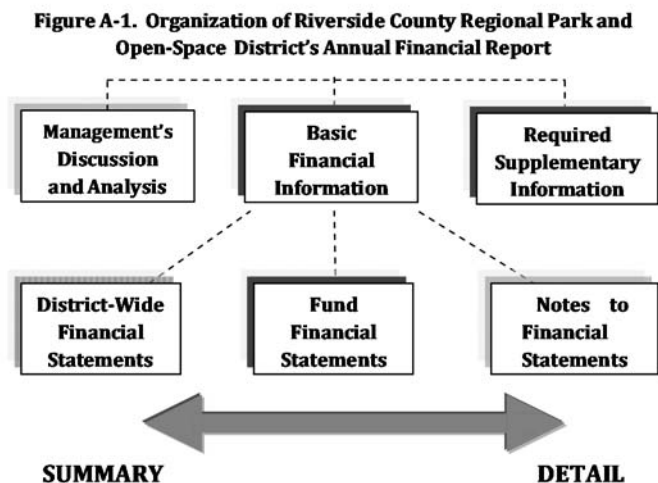 Figure A-1. Organization of Riverside County Regional Park and
Open-Space District's Annual Financial Report
Management's
Discussion
and Analysis
Basic
Financial
Information
Required
Supplementary
Information
District-Wide
Financial
Statements
Fund
Financial
Statements
Notes to
Financial
Statements
SUMMARY
DETAIL